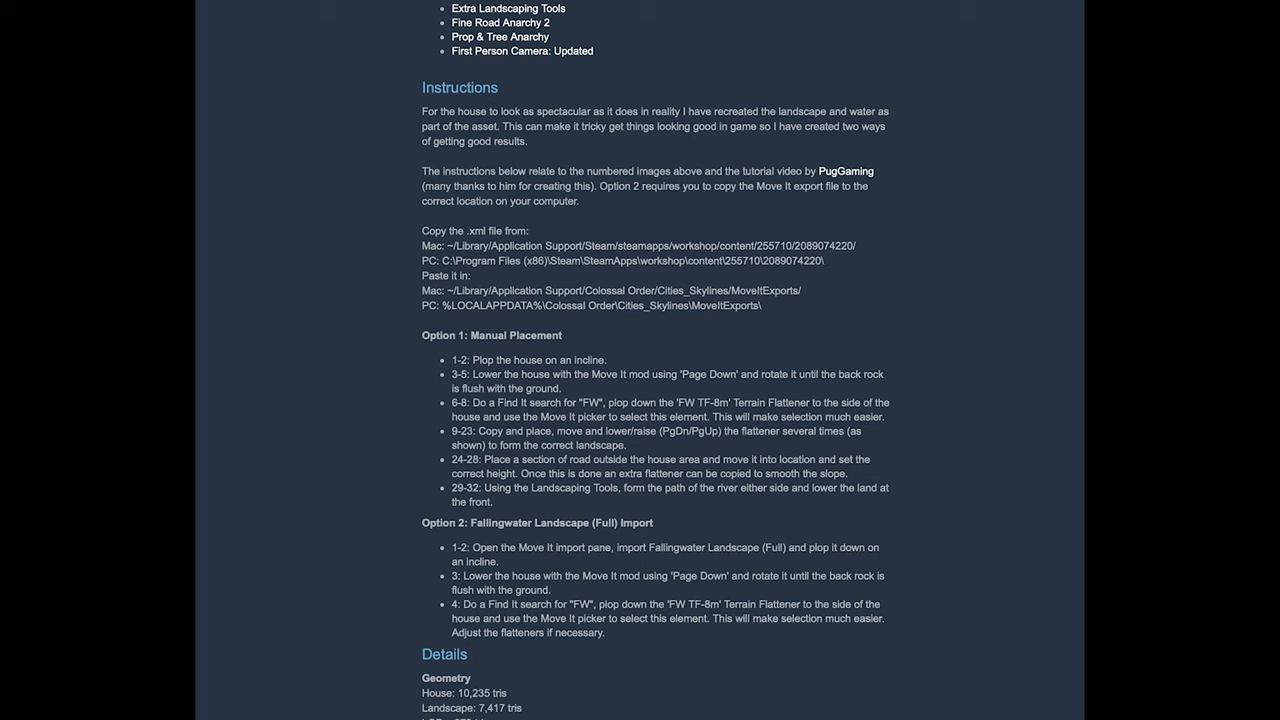 Extra Landscaping Tools
Fine Road Anarchy 2
Prop & Tree Anarchy
First Person Camera: Updated
Instructions
For the house to look as spectacular as it does in reality I have recreated the landscape and water as
part of the asset. This can make it tricky get things looking good in game so I have created two ways
of getting good results.
The instructions below relate to the numbered images above and the tutorial video by PugGaming
(many thanks to him for creating this). Option 2 requires you to copy the Move It export file to the
correct location on your computer.
Copy the .xml file from:
Mac: ~/Library/Application Support/Steam/steamapps/workshop/content/255710/2089074220/
PC: C:\Program Files (x86)\Steam\SteamApps\workshop\content\255710\2089074220\
Paste it in:
Mac: ~/Library/Application Support/Colossal Order/Cities_Skylines/MoveItExports/
PC: %LOCALAPPDATA%\Colossal Order\Cities_Skylines\MoveItExports\
Option 1: Manual Placement
1-2: Plop the house on an incline.
3-5: Lower the house with the Move It mod using 'Page Down' and rotate it until the back rock
is flush with the ground.
6-8: Do a Find It search for "FW", plop down the 'FW TF-8m' Terrain Flattener to the side of the
house and use the Move It picker to select this element. This will make selection much easier.
9-23: Copy and place, move and lower/raise (PgDn/PgUp) the flattener several times (as
shown) to form the correct landscape.
24-28: Place a section of road outside the house area and move it into location and set the
correct height. Once this is done an extra flattener can be copied to smooth the slope.
29-32: Using the Landscaping Tools, form the path of the river either side and lower the land at
the front.
Option 2: Fallingwater Landscape (Full) Import
1-2: Open the Move It import pane, import Fallingwater Landscape (Full) and plop it down on
an incline.
3: Lower the house with the Move It mod using 'Page Down' and rotate it until the back rock is
flush with the ground.
4: Do a Find It search for "FW", plop down the 'FW TF-8m' Terrain Flattener to the side of the
house and use the Move It picker to select this element. This will make selection much easier.
Adjust the flatteners if necessary.
Details
Geometry
House: 10,235 tris
Landscape: 7,417 tris